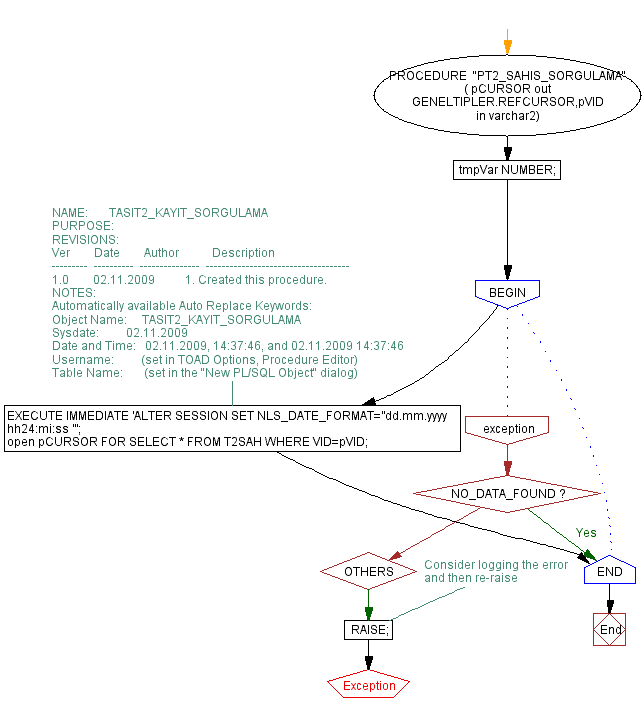 PROCEDURE "PT2_SAHIS_SORGULAMA"
( pCURSOR out
GENELTIPLER.REFCURSOR,pVID
in varchar2)
tmpVar NUMBER;
NAME: TASIT2_KAYIT_SORGULAMA
PURPOSE:
REVISIONS:
Ver Date Author Description
--------- ---------- --------------- ------------------------------------
1.0 02.11.2009 1. Created this procedure.
NOTES:
Automatically available Auto Replace Keywords:
Object Name: TASIT2_KAYIT_SORGULAMA
Sysdate: 02.11.2009
Date and Time: 02.11.2009, 14:37:46, and 02.11.2009 14:37:46
Username: (set in TOAD Options, Procedure Editor)
Table Name: (set in the "New PL/SQL Object" dialog)
BEGIN
EXECUTE IMMEDIATE 'ALTER SESSION SET NLS_DATE_FORMAT="dd.mm.yyyy
hh24:mi:ss "';
open pCURSOR FOR SELECT * FROM T2SAH WHERE VID=pVID;
exception
NO_DATA_FOUND ?
Yes
OTHERS
Consider logging the error
and then re-raise
END
RAISE;
End
Exception